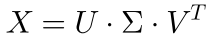 X = U · Σ · V^T